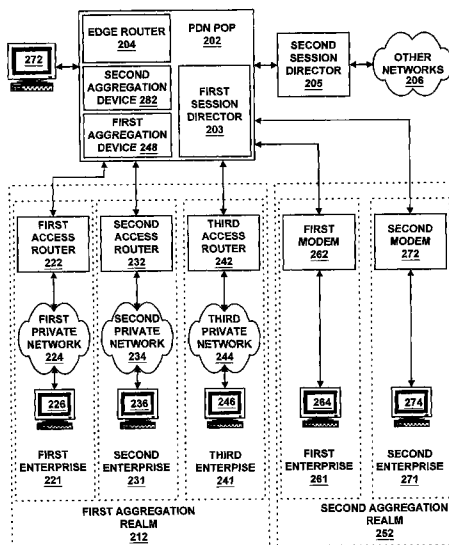 272
EDGE ROUTER
204
SECOND
AGGREGATION
DEVICE 282
FIRST
AGGREGATION
DEVICE 248
PDN POP
202
FIRST
SESSION
DIRECTOR
203
SECOND
SESSION
DIRECTOR
205
OTHER
NETWORKS
206
FIRST
ACCESS
ROUTER
222
SECOND
ACCESS
ROUTER
232
THIRD
ACCESS
ROUTER
242
FIRST
MODEM
262
SECOND
MODEM
272
FIRST
PRIVATE
NETWORK
224
SECOND
PRIVATE
NETWORK
234
THIRD
PRIVATE
NETWORK
244
226
236
246
264
274
FIRST
ENTERPRISE
221
SECOND
ENTERPRISE
231
THIRD
ENTERPISE
241
FIRST
ENTERPRISE
261
SECOND
ENTERPRISE
271
FIRST AGGREGATION
REALM
212
SECOND AGGREGATION
REALM
252